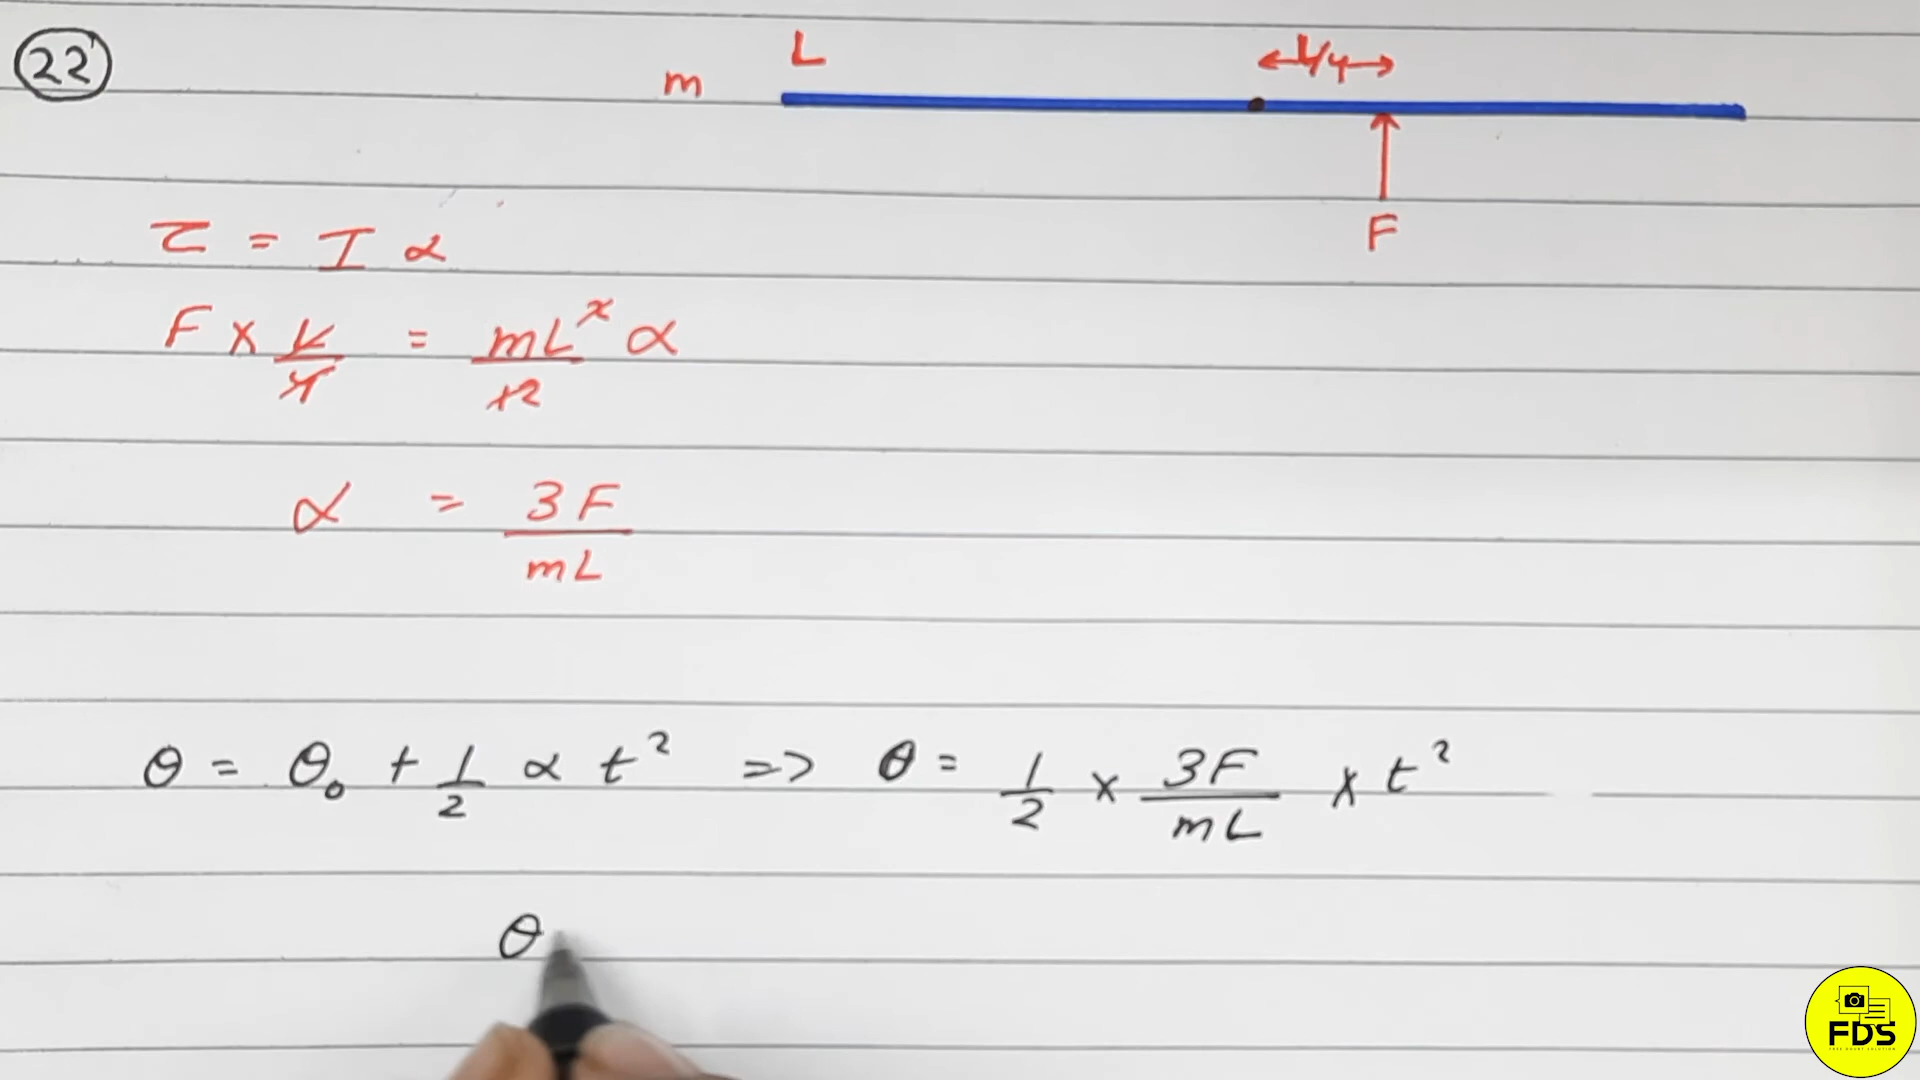 22
L
L/4
m
F
τ = I α
F × L/4 = mL²/12 α
α = 3F/mL
θ = θ₀ + 1/2 α t² => θ = 1/2 × 3F/mL × t²
θ
FDS